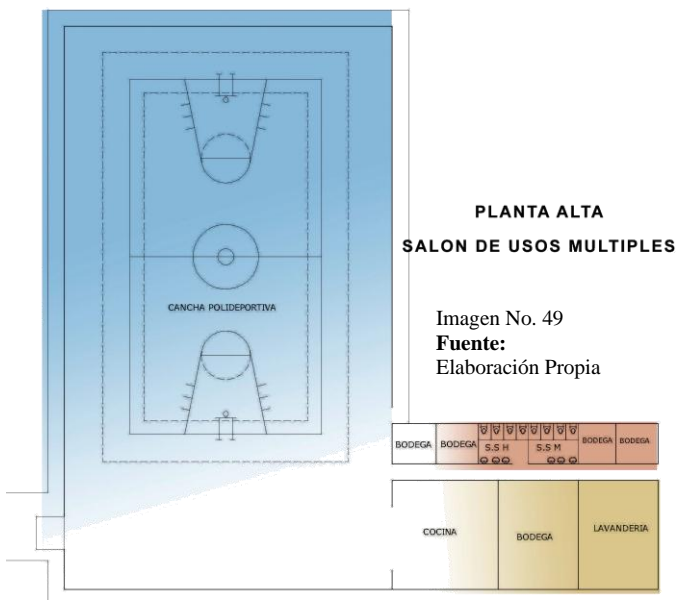 PLANTA ALTA
SALON DE USOS MULTIPLES
CANCHA POLIDEPORTIVA
Imagen No. 49
Fuente:
Elaboración Propia
BODEGA BODEGA S.S H S.S M BODEGA BODEGA
COCINA BODEGA LAVANDERIA